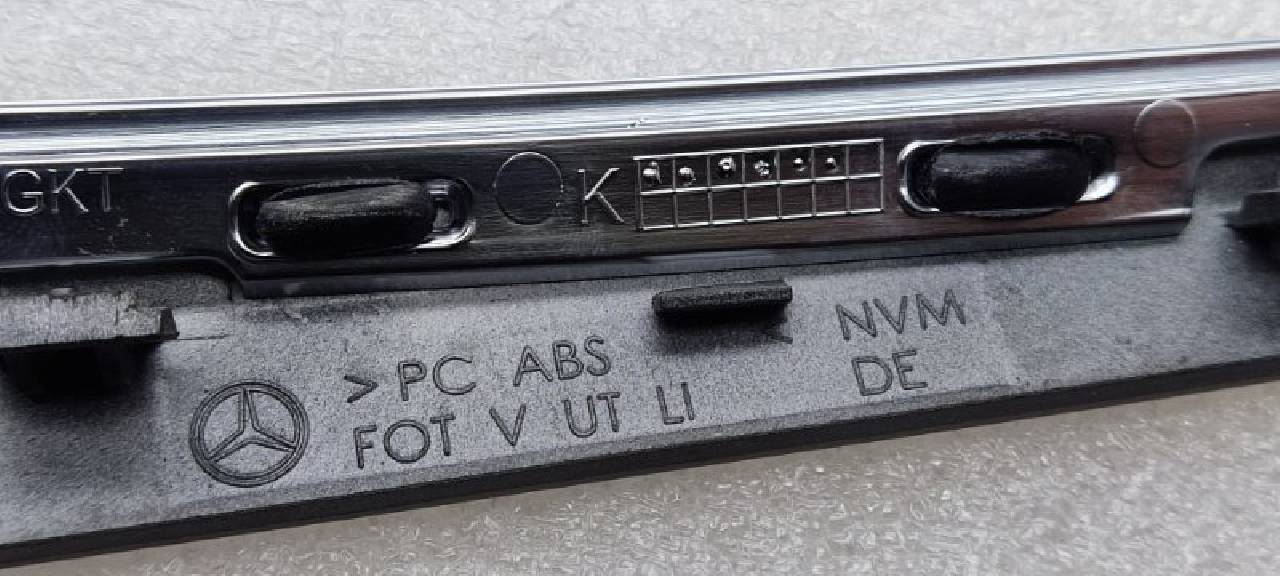 GKT
K
> PC ABS
FOT V UT LI
NVM
DE